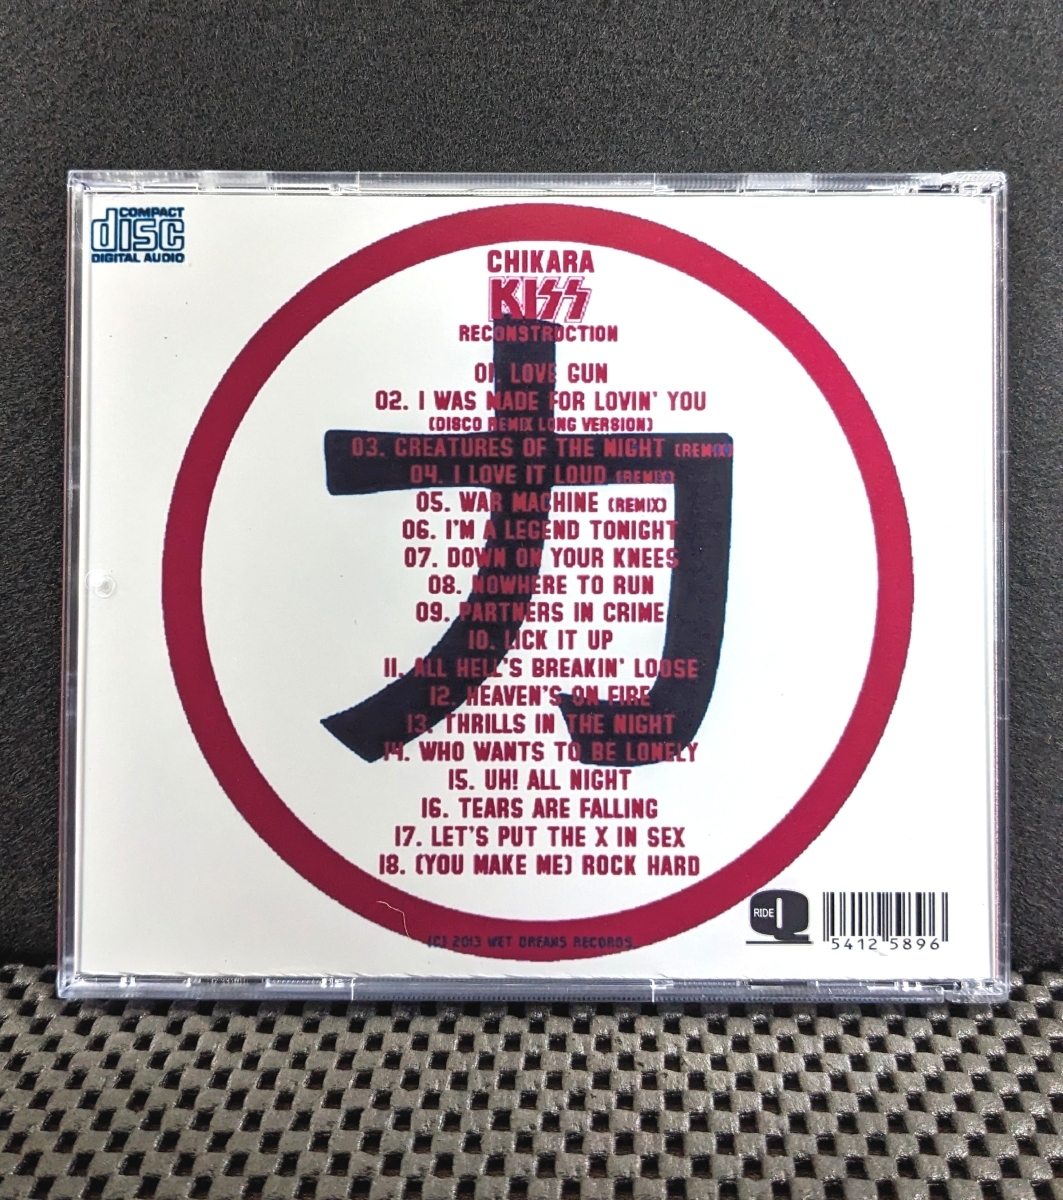 COMPACT
disc
DIGITAL AUDIO
CHIKARA
KISS
RECONSTRUCTION
力
01. LOVE GUN
02. I WAS MADE FOR LOVIN' YOU
(DISCO REMIX LONG VERSION)
03. CREATURES OF THE NIGHT (REMIX)
04. I LOVE IT LOUD (REMIX)
05. WAR MACHINE (REMIX)
06. I'M A LEGEND TONIGHT
07. DOWN ON YOUR KNEES
08. NOWHERE TO RUN
09. PARTNERS IN CRIME
10. LICK IT UP
11. ALL HELL'S BREAKIN' LOOSE
12. HEAVEN'S ON FIRE
13. THRILLS IN THE NIGHT
14. WHO WANTS TO BE LONELY
15. UH! ALL NIGHT
16. TEARS ARE FALLING
17. LET'S PUT THE X IN SEX
18. (YOU MAKE ME) ROCK HARD
(C) 2013 WET DREAMS RECORDS.
RIDE Q
5412 5896